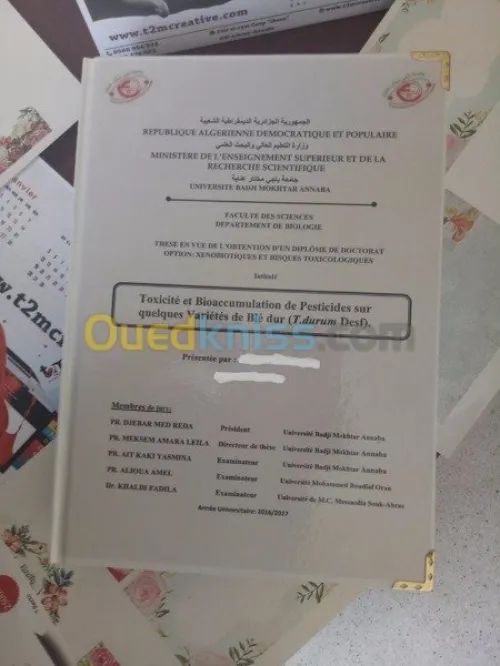 www.t2mcreative.com
الجمهورية الجزائرية الديمقراطية الشعبية
REPUBLIQUE ALGERIENNE DEMOCRATIQUE ET POPULAIRE
وزارة التعليم العالي والبحث العلمي
MINISTERE DE L'ENSEIGNEMENT SUPERIEUR ET DE LA
RECHERCHE SCIENTIFIQUE
جامعة باجي مختار عنابة
UNIVERSITE BADJI MOKHTAR ANNABA
FACULTE DES SCIENCES
DEPARTEMENT DE BIOLOGIE
THESE EN VUE DE L'OBTENTION D'UN DIPLÔME DE DOCTORAT
OPTION: XENOBIOTIQUES ET RISQUES TOXICOLOGIQUES
Intitulé
Toxicité et Bioaccumulation de Pesticides sur
quelques Variétés de Blé dur (T.durum Desf).
Ouedkniss.com
Présentée par :
Membres de jury:
PR. DJEBAR MED REDA Président Université Badji Mokhtar Annaba
PR. MEKSEM AMARA LEILA Directeur de thèse Université Badji Mokhtar Annaba
PR. AIT KAKI YASMINA Examinateur Université Badji Mokhtar Annaba
PR. ALIOUA AMEL Examinateur Université Mohammed Boudiaf Oran
Dr. KHALDI FADILA Examinateur Université de M.C. Messaadia Souk-Ahras
Année Universitaire: 2016/2017
janvier
www.t2mcr